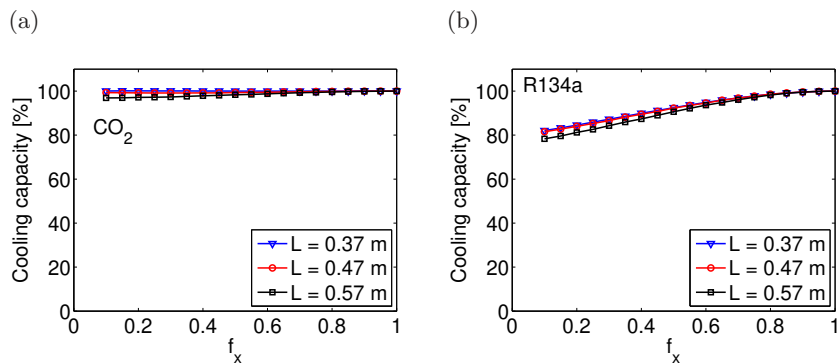 (a)
Cooling capacity [%]
100
80
60
40
20
0
CO2
L = 0.37 m
L = 0.47 m
L = 0.57 m
0 0.2 0.4 0.6 0.8 1
fx
(b)
Cooling capacity [%]
100
80
60
40
20
0
R134a
L = 0.37 m
L = 0.47 m
L = 0.57 m
0 0.2 0.4 0.6 0.8 1
fx